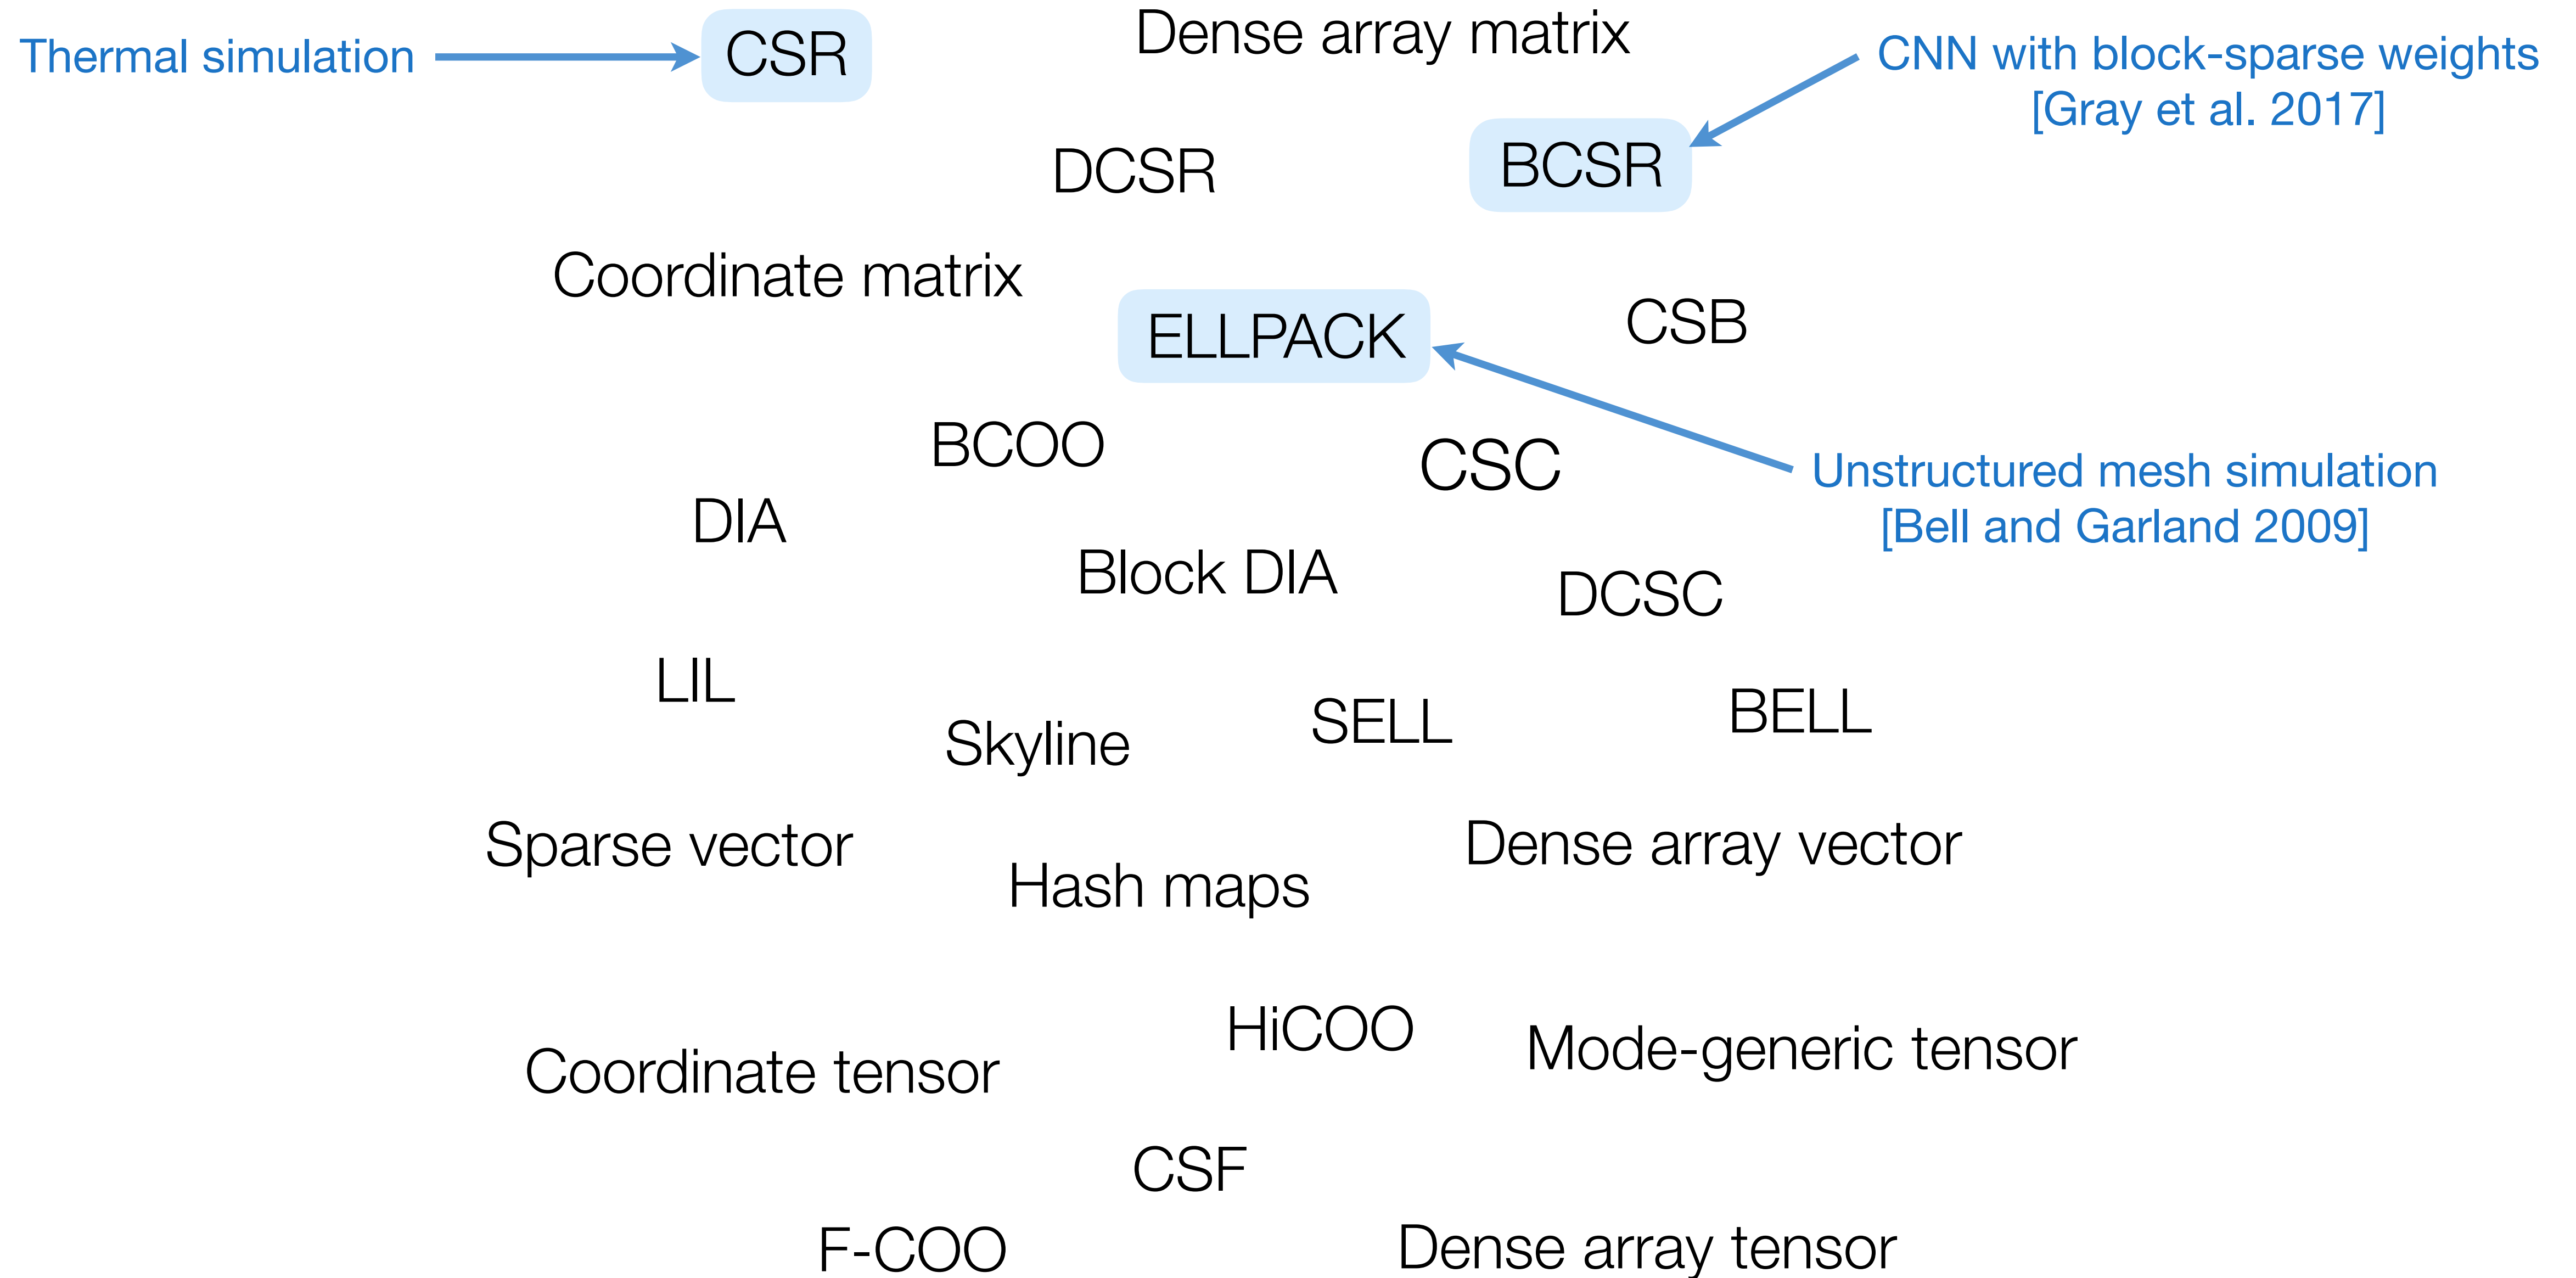 Thermal simulation
CSR
Dense array matrix
CNN with block-sparse weights
[Gray et al. 2017]
DCSR
BCSR
Coordinate matrix
ELLPACK
CSB
BCOO
CSC
Unstructured mesh simulation
[Bell and Garland 2009]
DIA
Block DIA
DCSC
LIL
Skyline
SELL
BELL
Sparse vector
Hash maps
Dense array vector
HiCOO
Mode-generic tensor
Coordinate tensor
CSF
F-COO
Dense array tensor